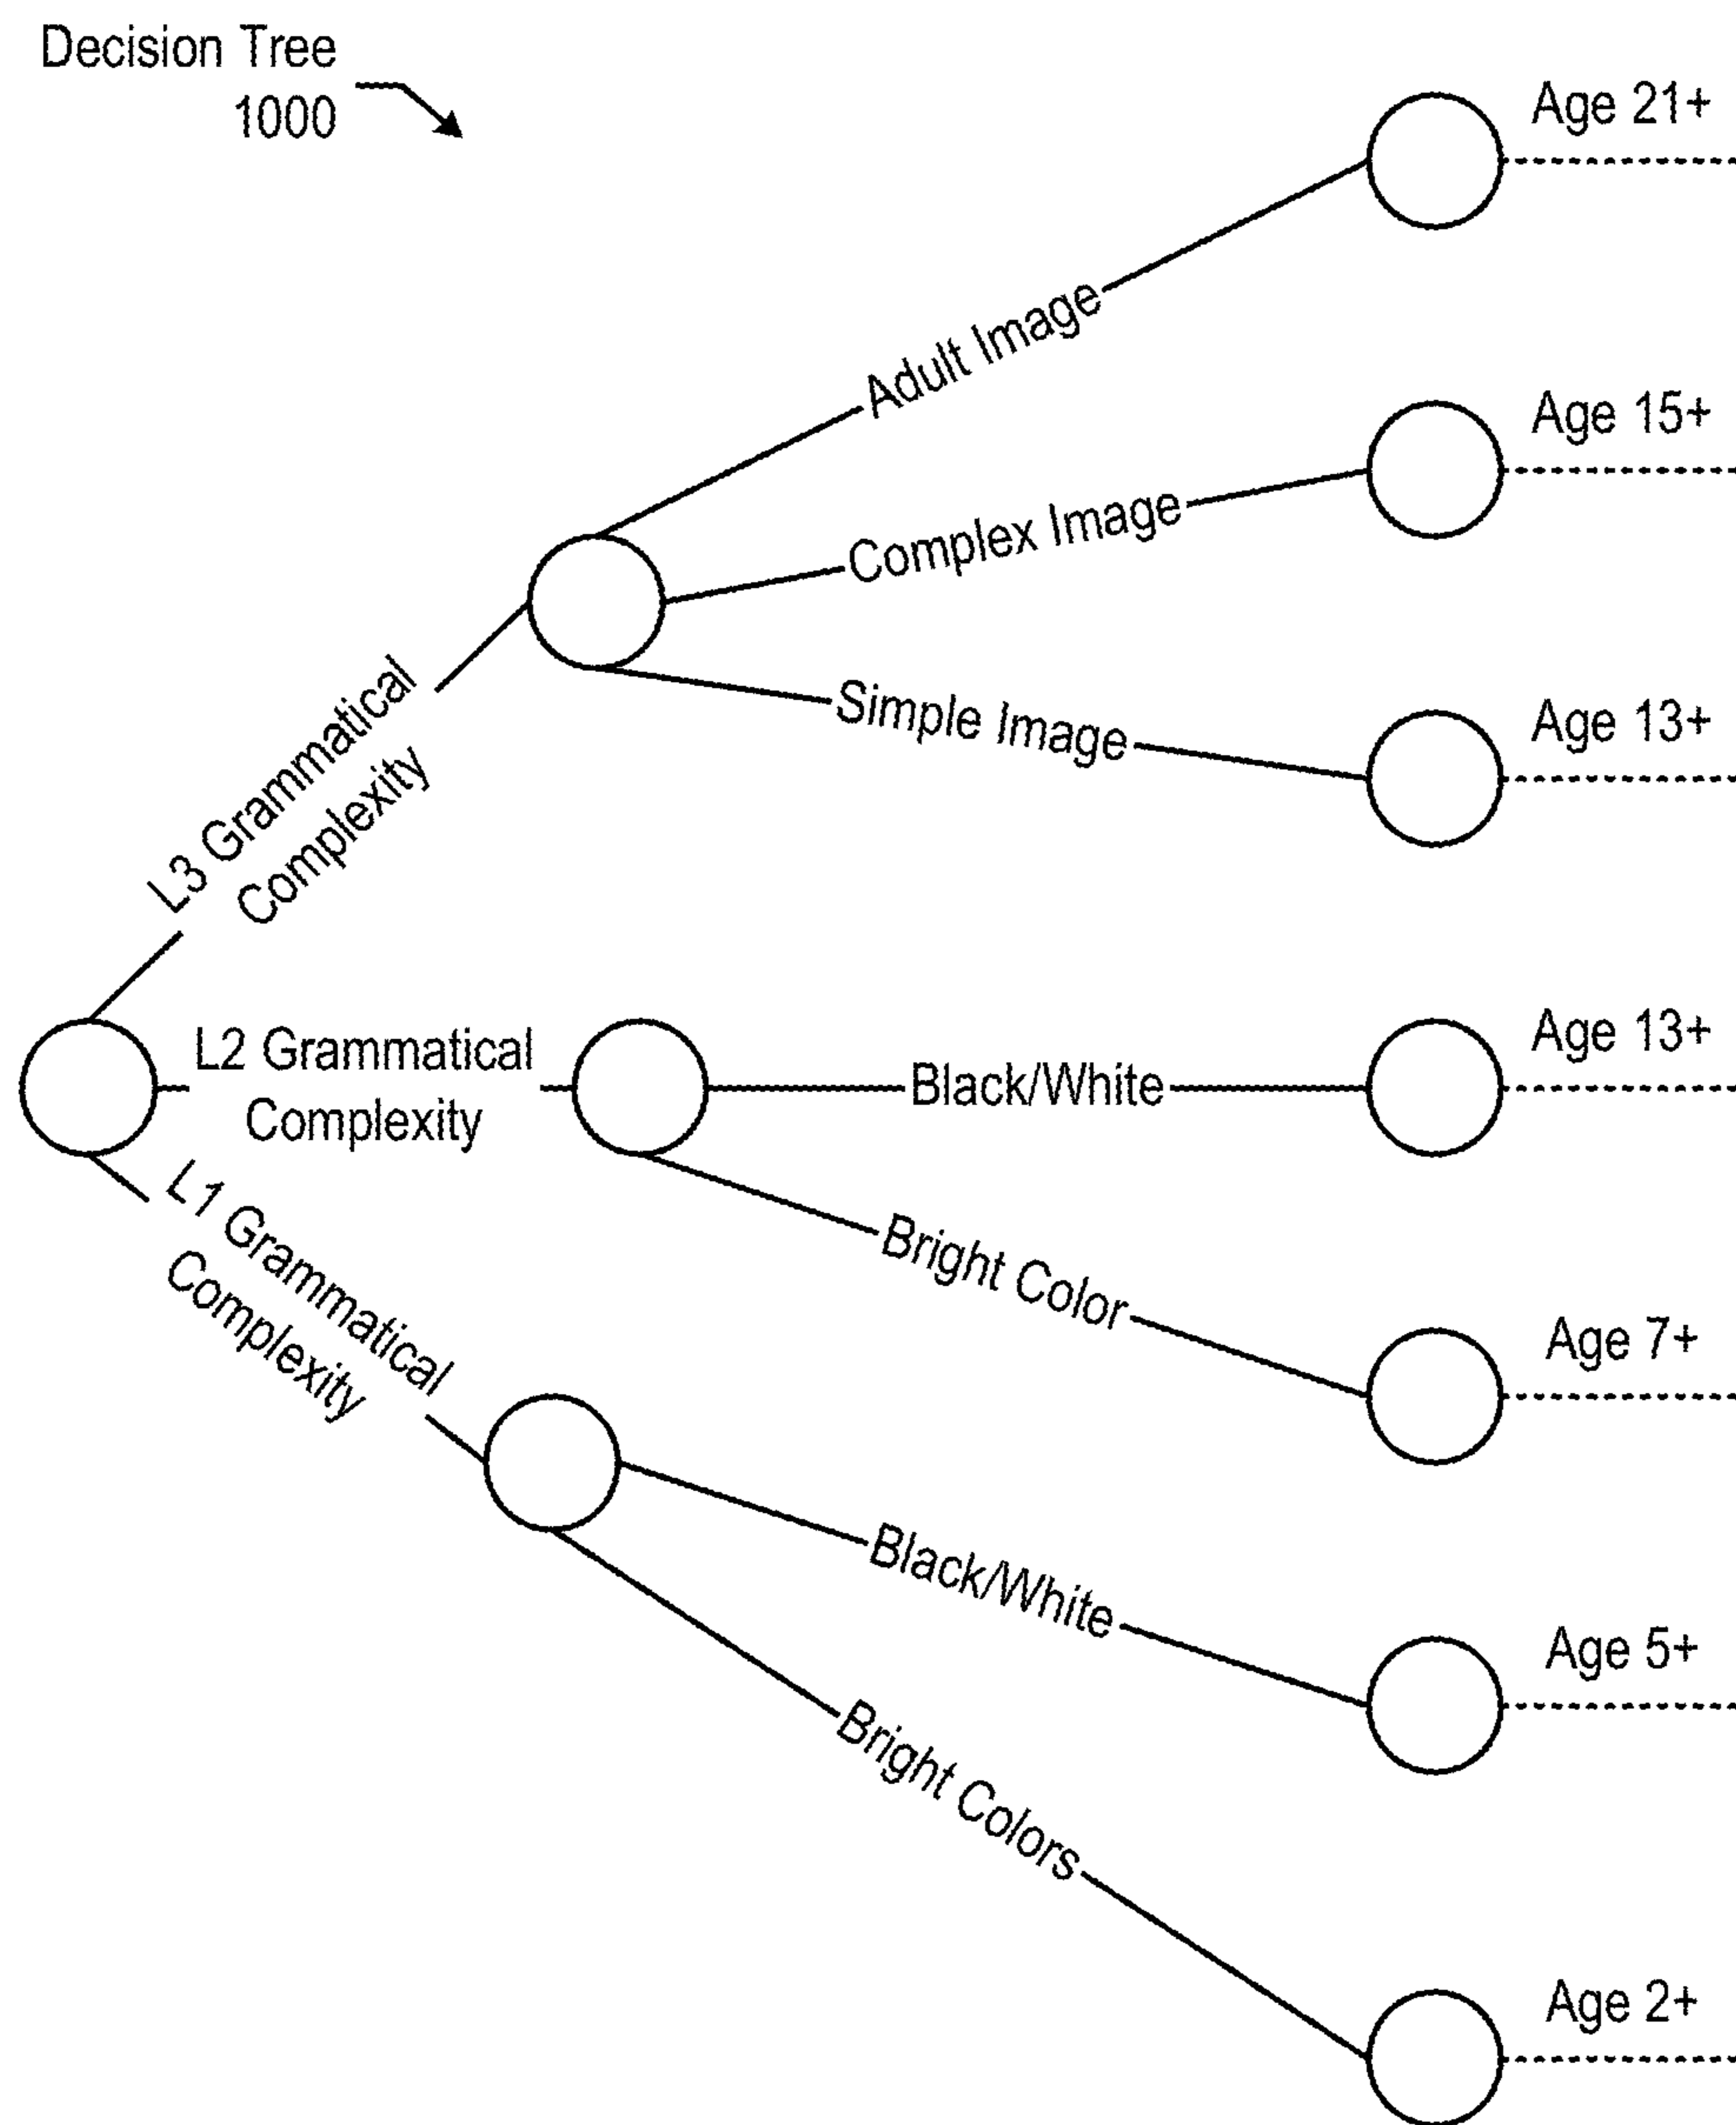 Decision Tree
1000
Age 21+
Adult Image
Age 15+
Complex Image
Simple Image
Age 13+
L3 Grammatical
Complexity
L2 Grammatical
Complexity
Black/White
Age 13+
L1 Grammatical
Complexity
Bright Color
Age 7+
Black/White
Age 5+
Bright Colors
Age 2+